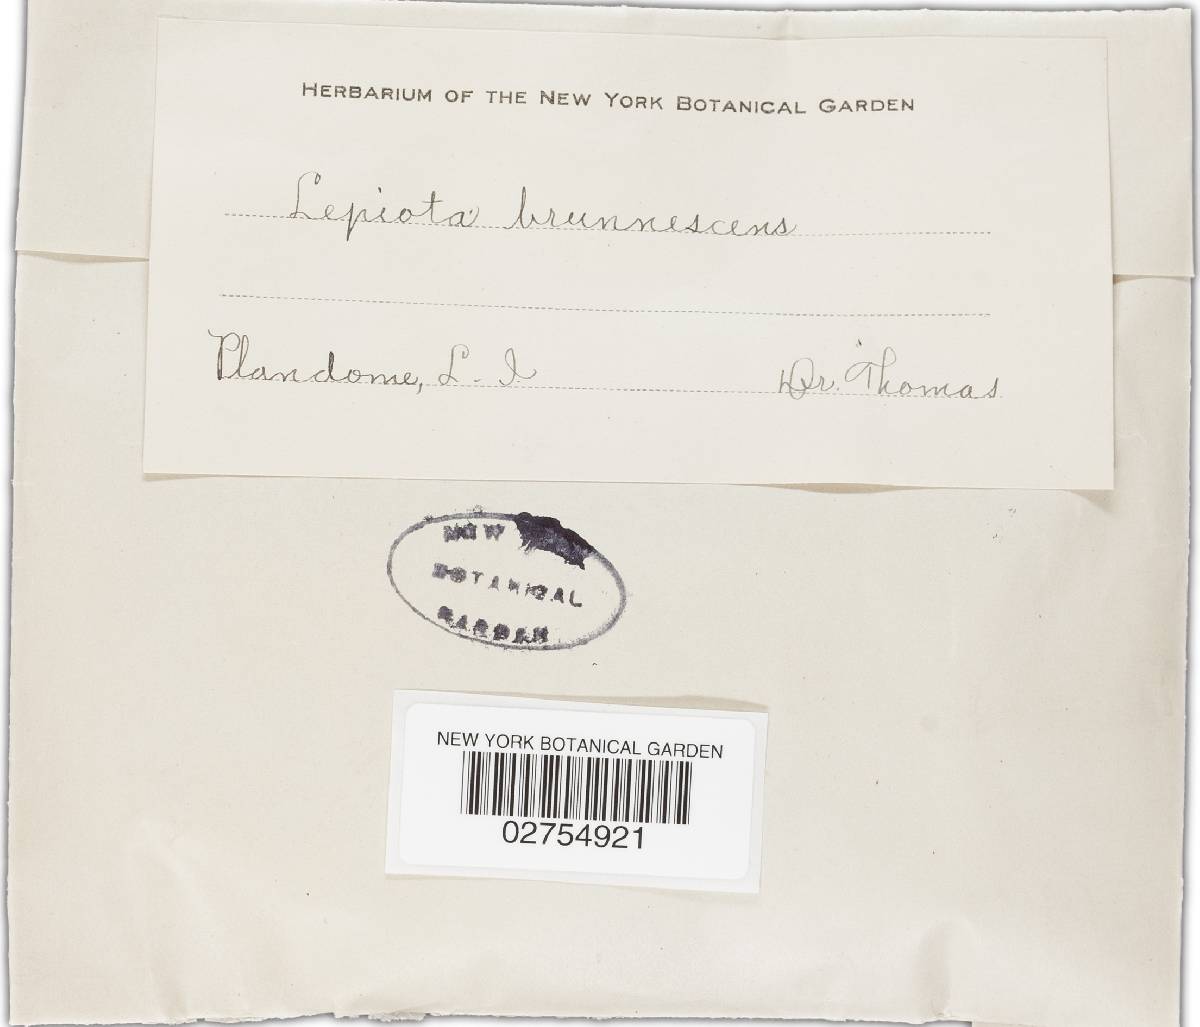 HERBARIUM OF THE NEW YORK BOTANICAL GARDEN
Lepiota brunnescens
Plandome, L. I. Dr. Thomas
NEW
BOTANICAL
GARDEN
NEW YORK BOTANICAL GARDEN
02754921